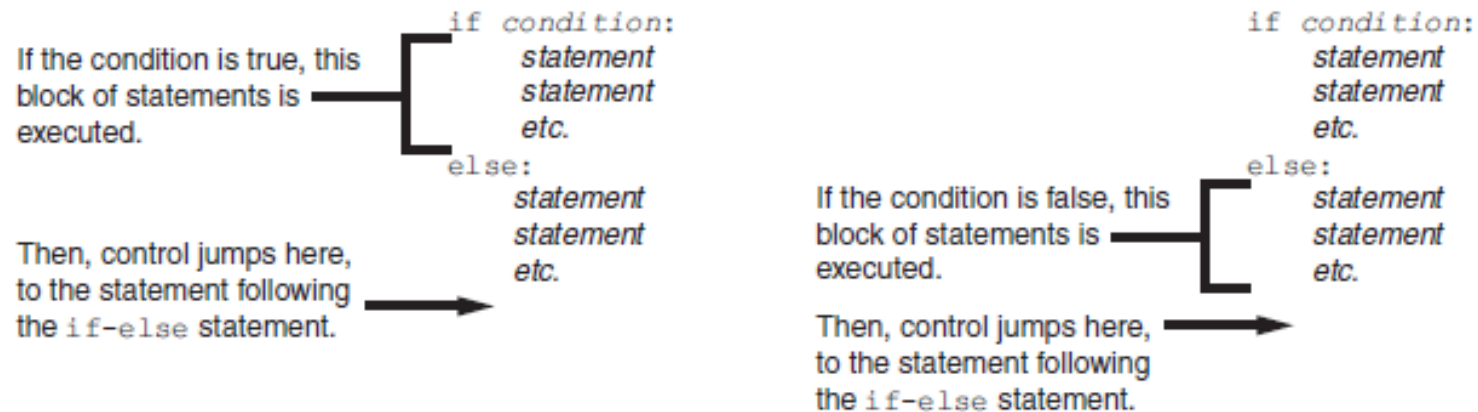 if condition:
If the condition is true, this
statement
block of statements is
statement
executed.
etc.
else:
statement
Then, control jumps here,
statement
to the statement following
etc.
the if-else statement.
if condition:
statement
statement
etc.
else:
If the condition is false, this
statement
block of statements is
statement
executed.
etc.
Then, control jumps here,
to the statement following
the if-else statement.